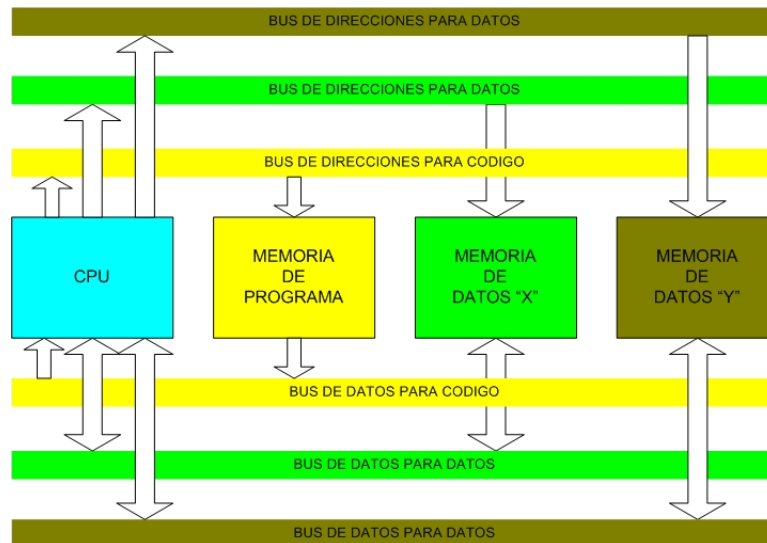 BUS DE DIRECCIONES PARA DATOS
BUS DE DIRECCIONES PARA DATOS
BUS DE DIRECCIONES PARA CODIGO
CPU
MEMORIA
DE
PROGRAMA
MEMORIA
DE
DATOS “X”
MEMORIA
DE
DATOS “Y”
BUS DE DATOS PARA CODIGO
BUS DE DATOS PARA DATOS
BUS DE DATOS PARA DATOS